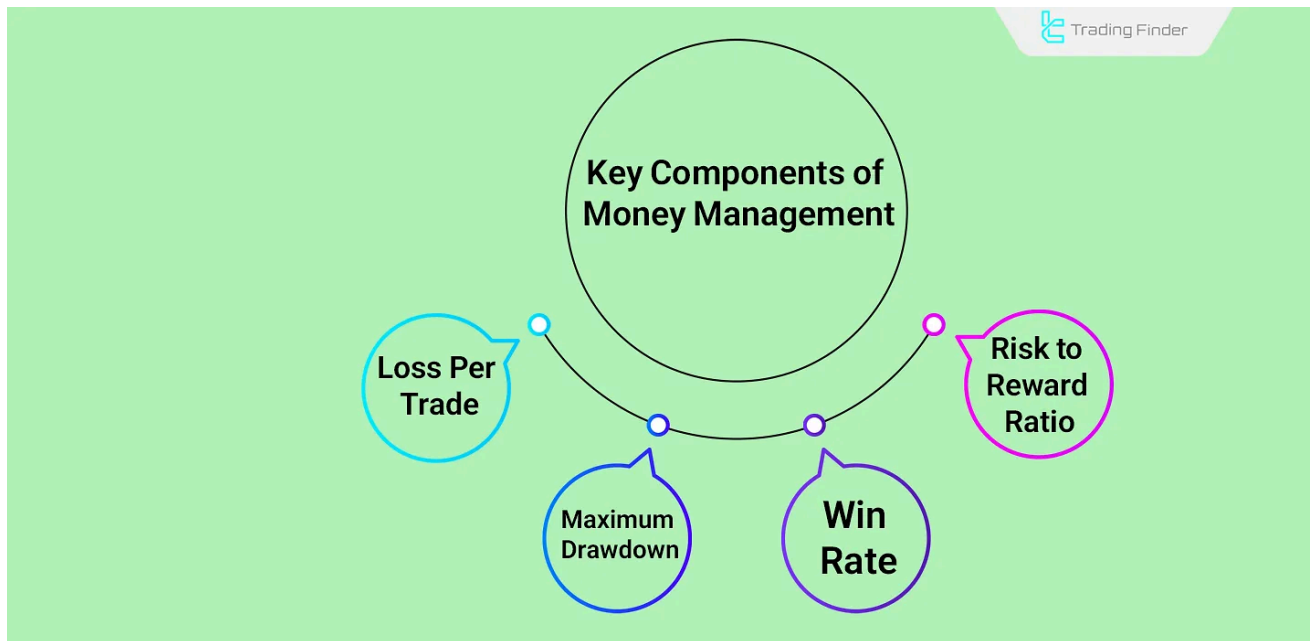 Trading Finder
Key Components of
Money Management
Loss Per
Trade
Maximum
Drawdown
Win
Rate
Risk to
Reward
Ratio